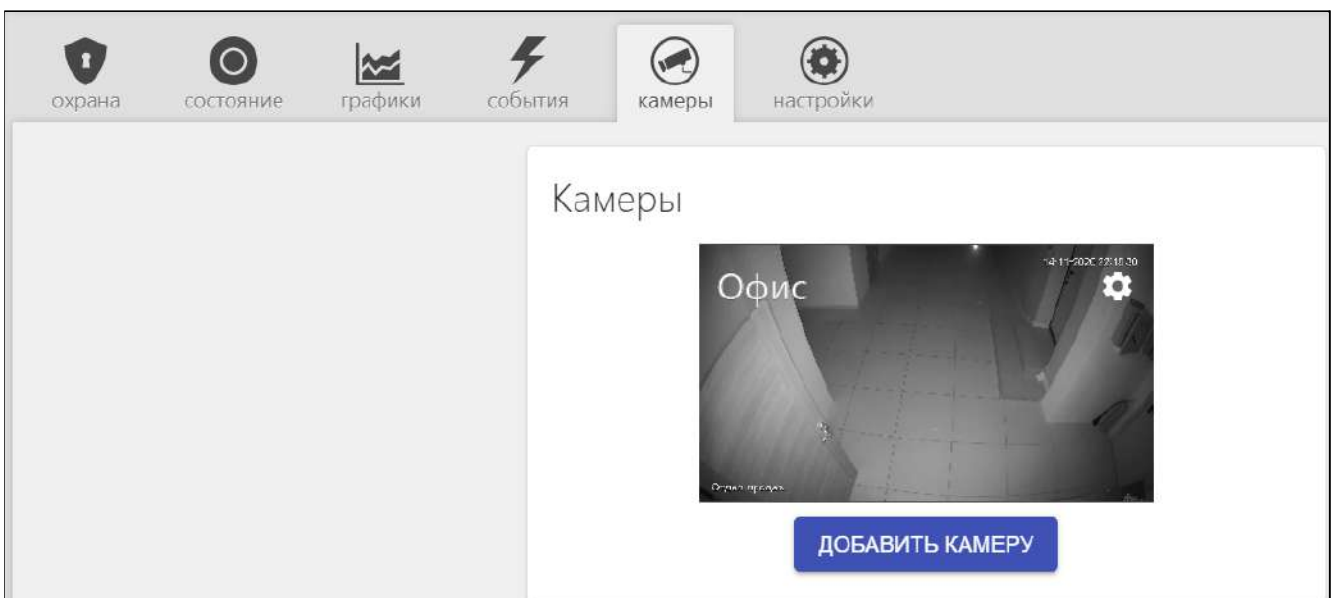 охрана состояние графики события камеры настройки
Камеры
Офис
ДОБАВИТЬ КАМЕРУ